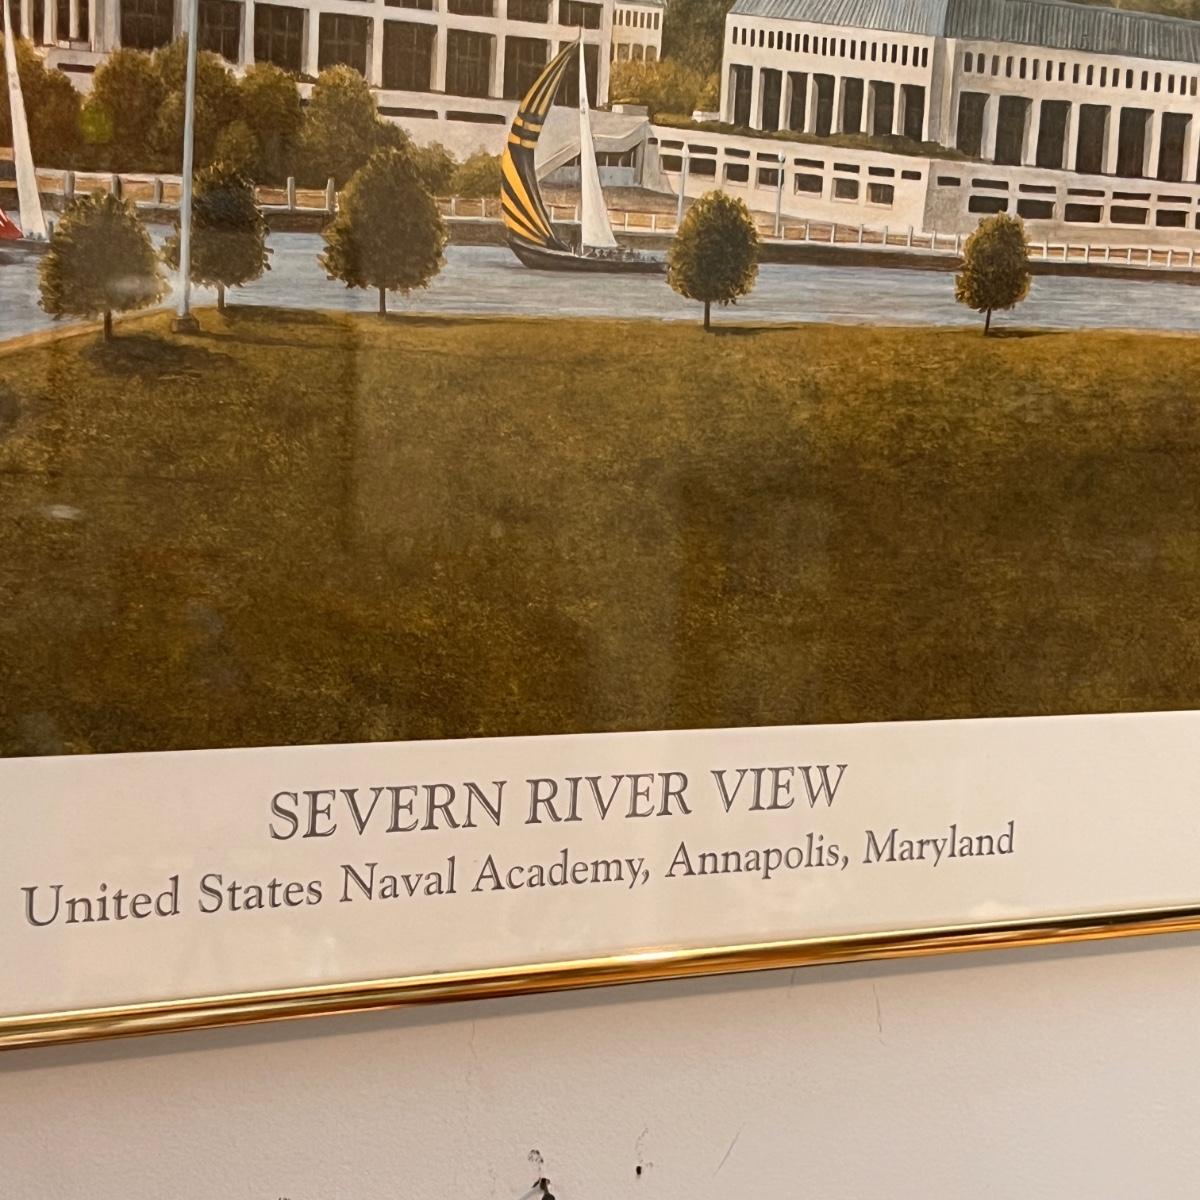 SEVERN RIVER VIEW
United States Naval Academy, Annapolis, Maryland